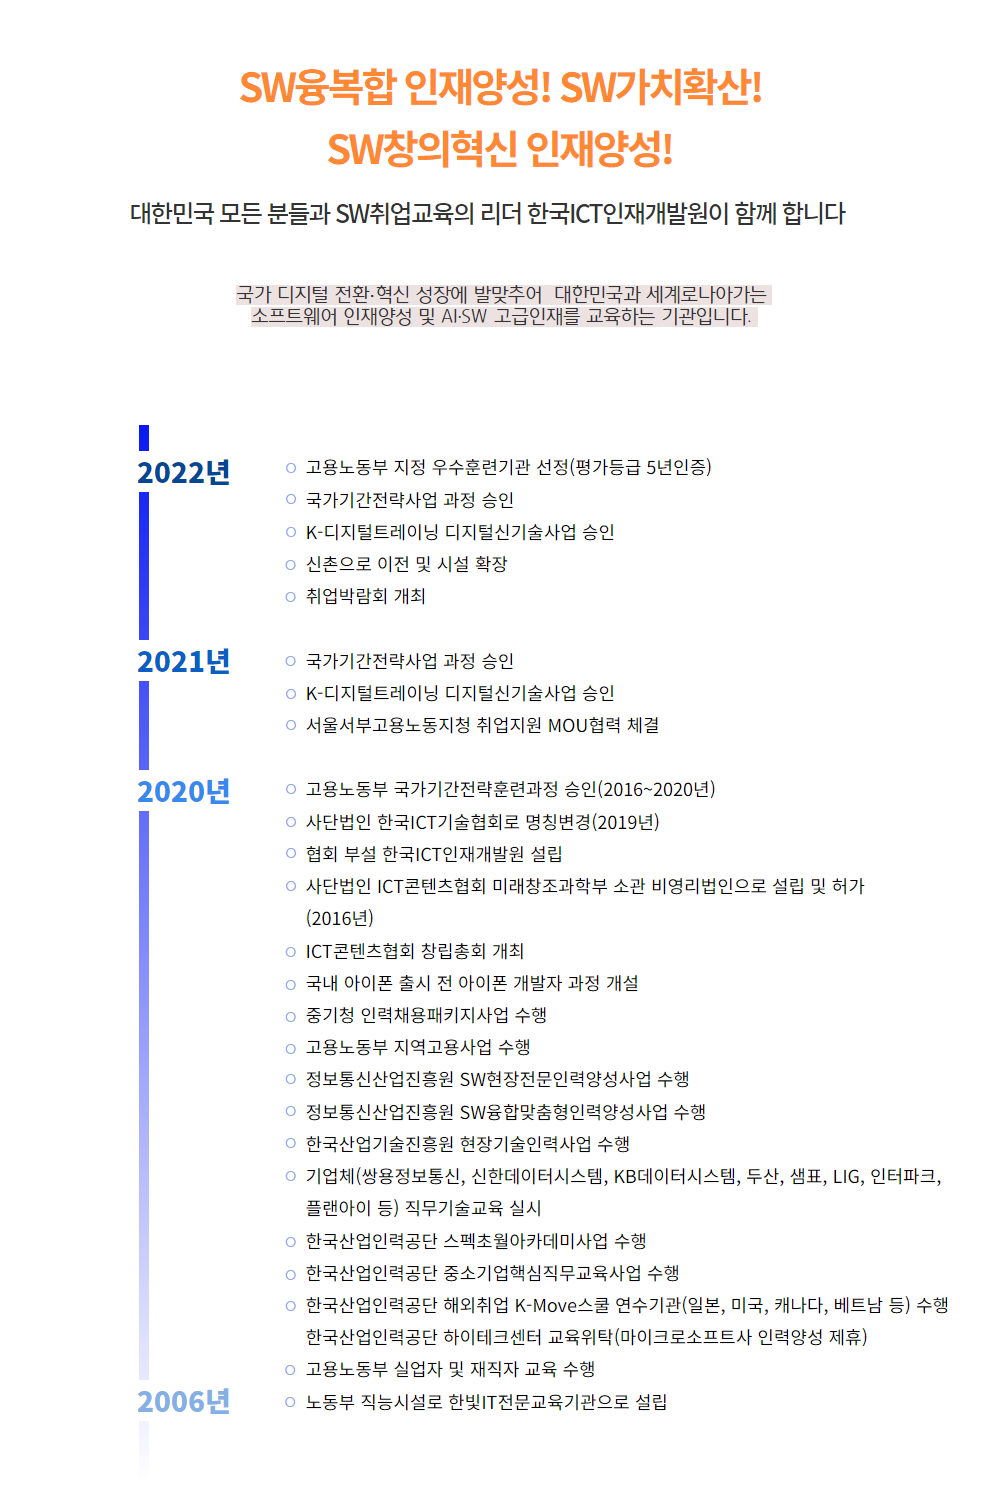 SW융복합 인재양성! SW가치확산!
SW창의혁신 인재양성!
대한민국 모든 분들과 SW취업교육의 리더 한국ICT인재개발원이 함께 합니다
국가 디지털 전환·혁신 성장에 발맞추어 대한민국과 세계로나아가는
소프트웨어 인재양성 및 AI·SW 고급인재를 교육하는 기관입니다.
2022년
고용노동부 지정 우수훈련기관 선정(평가등급 5년인증)
국가기간전략사업 과정 승인
K-디지털트레이닝 디지털신기술사업 승인
신촌으로 이전 및 시설 확장
취업박람회 개최
2021년
국가기간전략사업 과정 승인
K-디지털트레이닝 디지털신기술사업 승인
서울서부고용노동지청 취업지원 MOU협력 체결
2020년
고용노동부 국가기간전략훈련과정 승인(2016~2020년)
사단법인 한국ICT기술협회로 명칭변경(2019년)
협회 부설 한국ICT인재개발원 설립
사단법인 ICT콘텐츠협회 미래창조과학부 소관 비영리법인으로 설립 및 허가
(2016년)
ICT콘텐츠협회 창립총회 개최
국내 아이폰 출시 전 아이폰 개발자 과정 개설
중기청 인력채용패키지사업 수행
고용노동부 지역고용사업 수행
정보통신산업진흥원 SW현장전문인력양성사업 수행
정보통신산업진흥원 SW융합맞춤형인력양성사업 수행
한국산업기술진흥원 현장기술인력사업 수행
기업체(쌍용정보통신, 신한데이터시스템, KB데이터시스템, 두산, 샘표, LIG, 인터파크,
플랜아이 등) 직무기술교육 실시
한국산업인력공단 스펙초월아카데미사업 수행
한국산업인력공단 중소기업핵심직무교육사업 수행
한국산업인력공단 해외취업 K-Move스쿨 연수기관(일본, 미국, 캐나다, 베트남 등) 수행
한국산업인력공단 하이테크센터 교육위탁(마이크로소프트사 인력양성 제휴)
고용노동부 실업자 및 재직자 교육 수행
2006년
노동부 직능시설로 한빛IT전문교육기관으로 설립